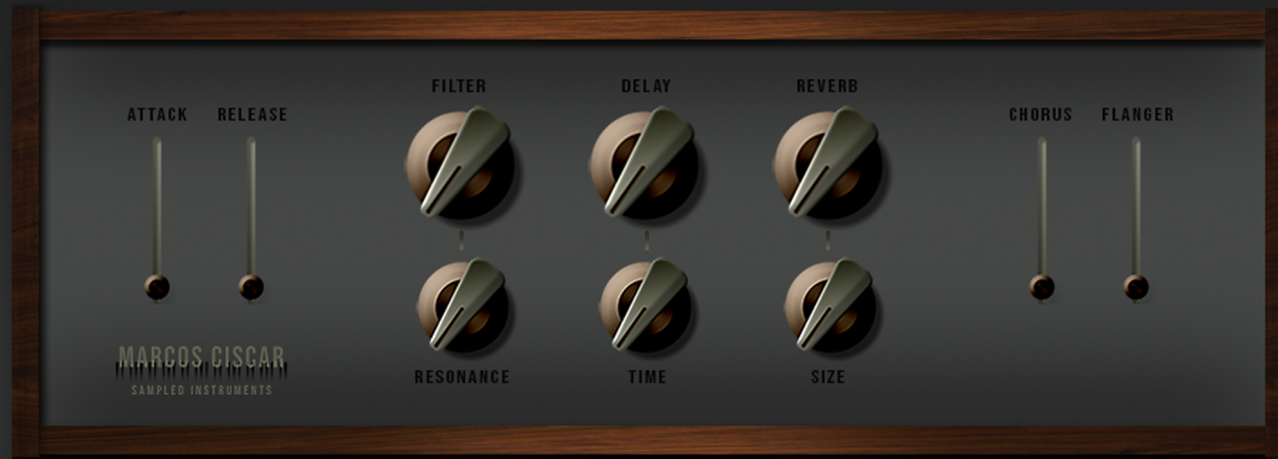 FILTER DELAY REVERB
ATTACK RELEASE CHORUS FLANGER
RESONANCE TIME SIZE
MARCOS CISCAR
SAMPLED INSTRUMENTS